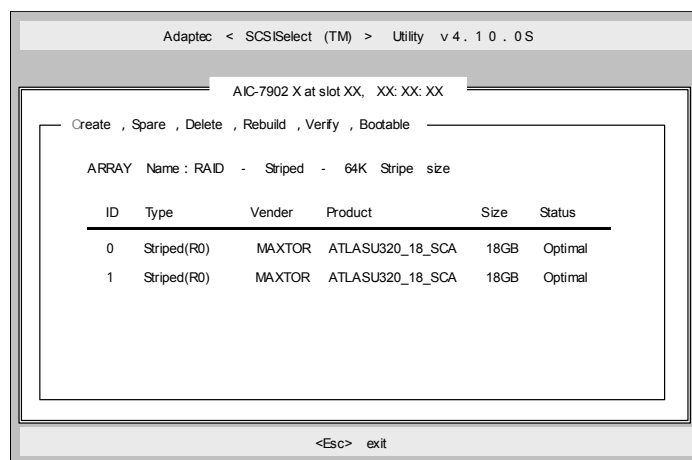 Adaptec < SCSISelect (TM) > Utility v4.10.0S
AIC-7902 X at slot XX, XX: XX: XX
Create , Spare , Delete , Rebuild , Verify , Bootable
ARRAY Name : RAID - Striped - 64K Stripe size
ID Type Vender Product Size Status
0 Striped(R0) MAXTOR ATLASU320_18_SCA 18GB Optimal
1 Striped(R0) MAXTOR ATLASU320_18_SCA 18GB Optimal
<Esc> exit